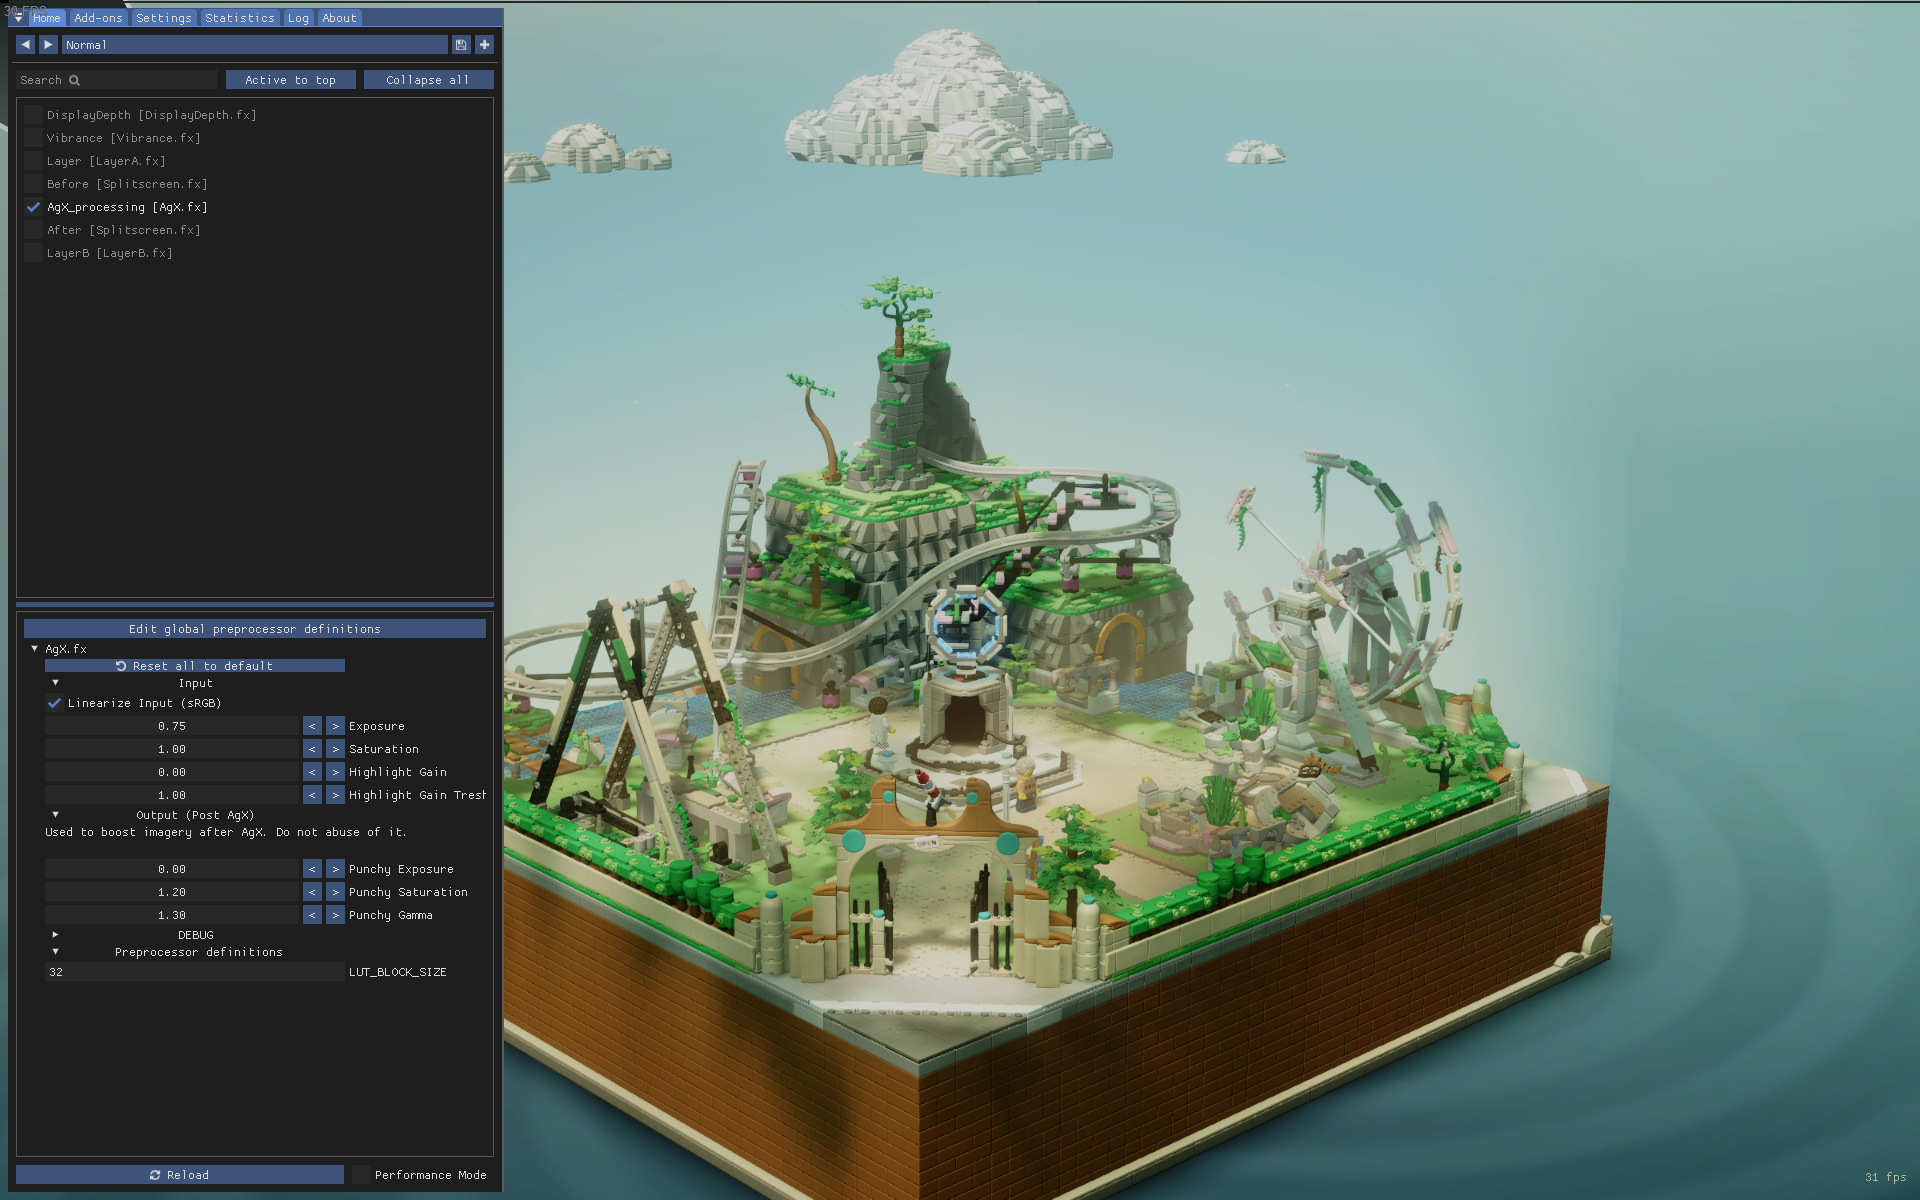 30 FPS
Home Add-ons Settings Statistics Log About
Normal
Search Active to top Collapse all
DisplayDepth [DisplayDepth.fx]
Vibrance [Vibrance.fx]
Layer [LayerA.fx]
Before [Splitscreen.fx]
AgX_processing [AgX.fx]
After [Splitscreen.fx]
LayerB [LayerB.fx]
Edit global preprocessor definitions
AgX.fx
Reset all to default
Input
Linearize Input (sRGB)
0.75 < > Exposure
1.00 < > Saturation
0.00 < > Highlight Gain
1.00 < > Highlight Gain Tresh
Output (Post AgX)
Used to boost imagery after AgX. Do not abuse of it.
0.00 < > Punchy Exposure
1.20 < > Punchy Saturation
1.30 < > Punchy Gamma
DEBUG
Preprocessor definitions
32 LUT_BLOCK_SIZE
Reload Performance Mode
OPEN
31 fps